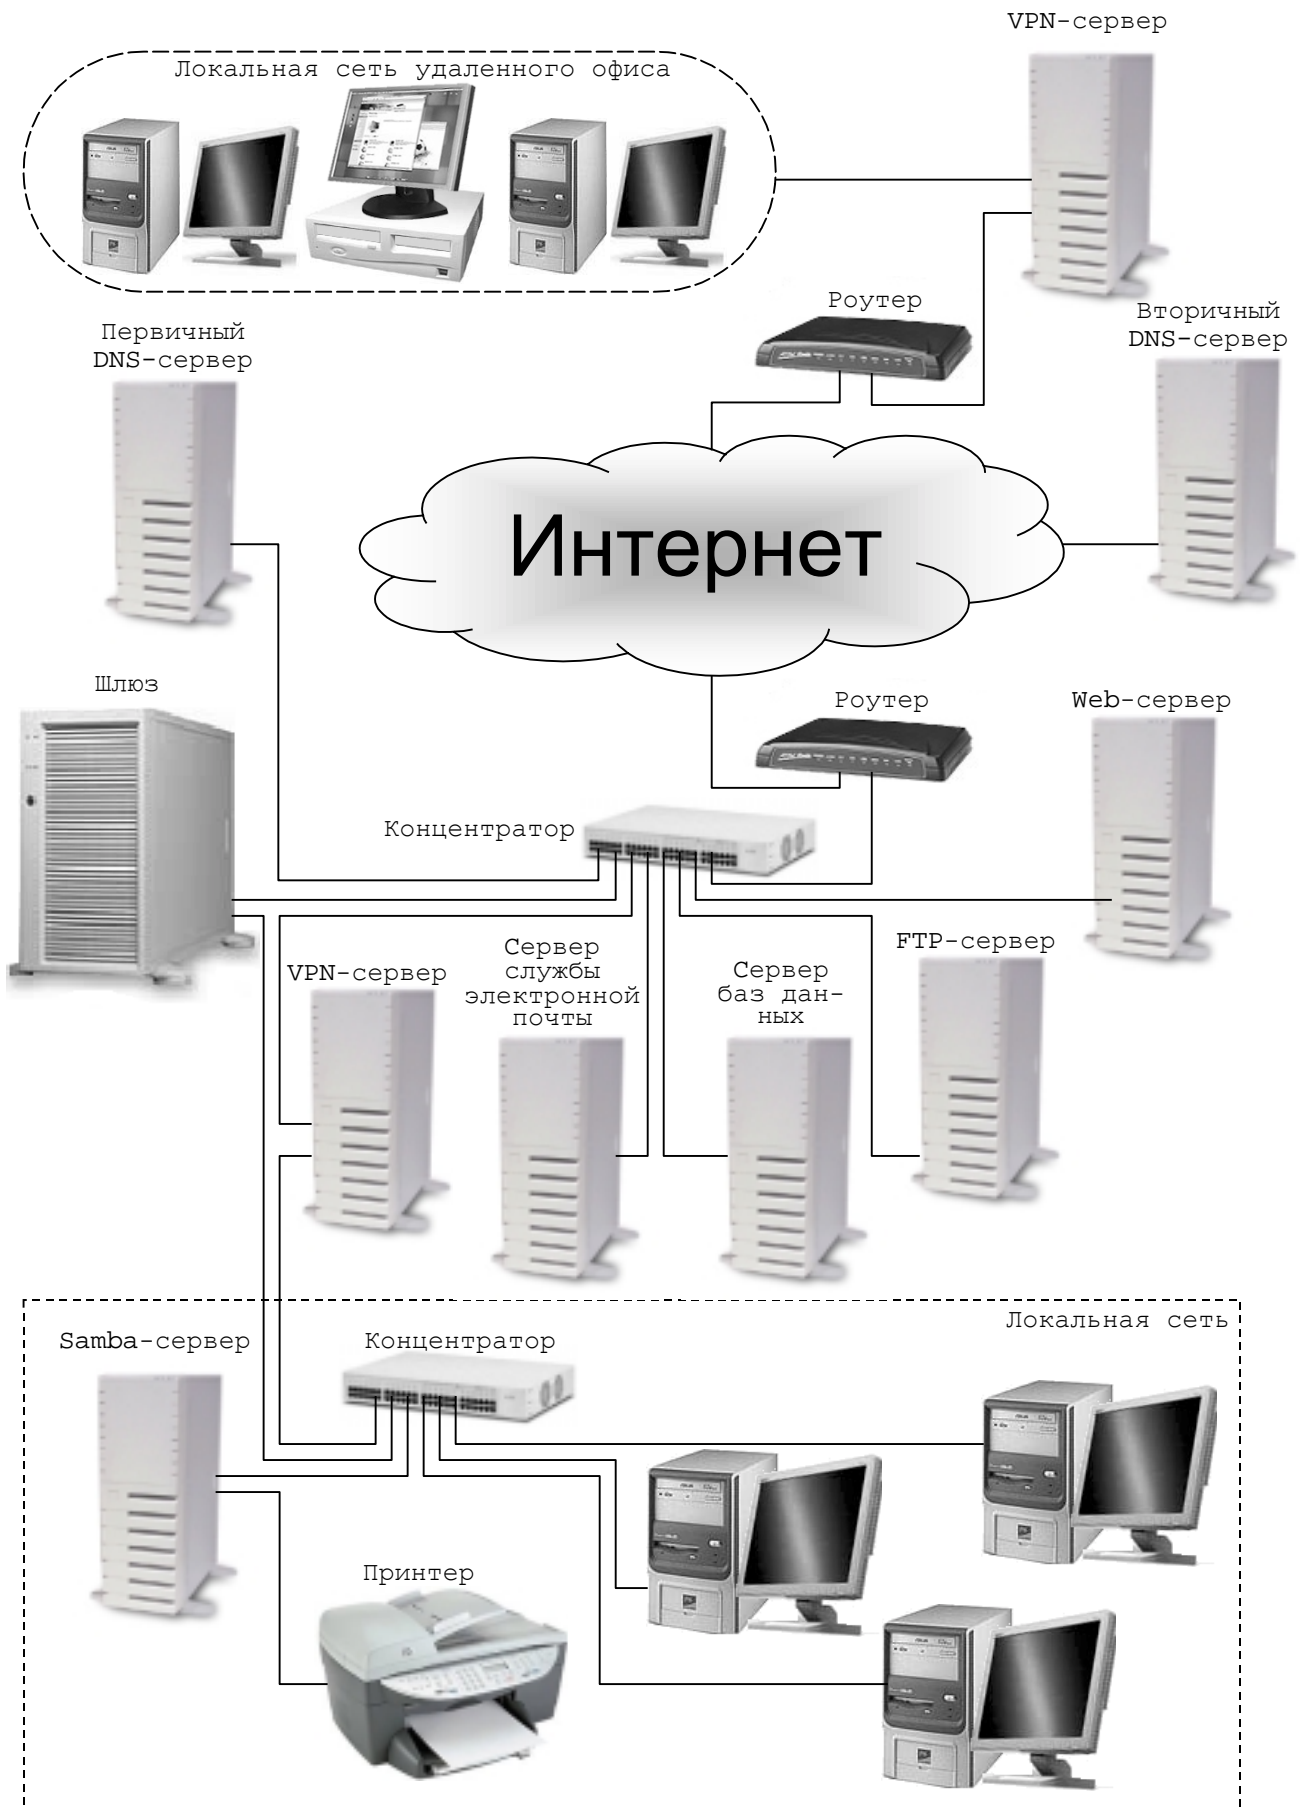 VPN-сервер
Локальная сеть удаленного офиса
Роутер
Вторичный
DNS-сервер
Первичный
DNS-сервер
Интернет
Шлюз
Роутер
Web-сервер
Концентратор
FTP-сервер
VPN-сервер
Сервер
службы
электронной
почты
Сервер
баз дан-
ных
Локальная сеть
Samba-сервер
Концентратор
Принтер